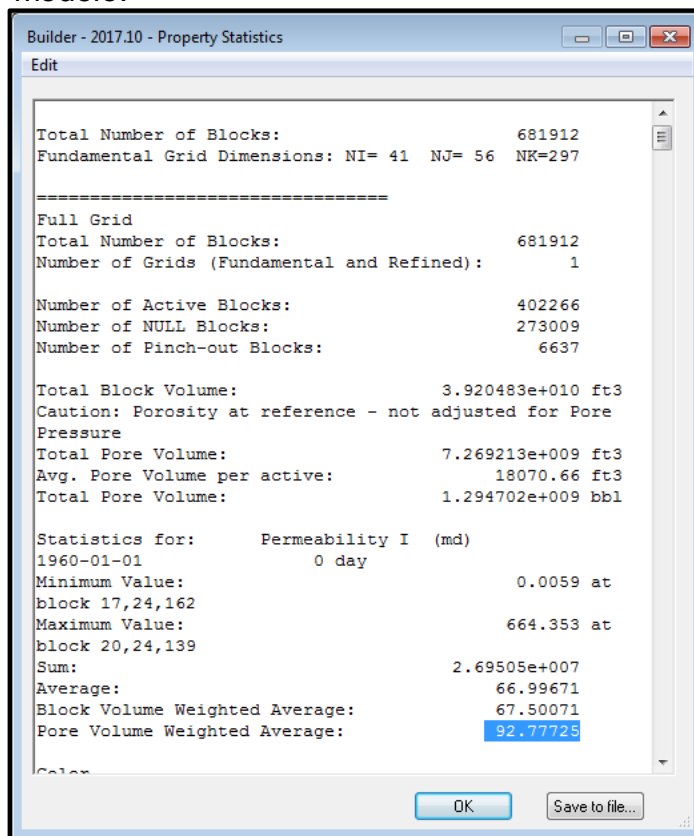 models.
Builder - 2017.10 - Property Statistics
Edit
Total Number of Blocks: 681912
Fundamental Grid Dimensions: NI= 41 NJ= 56 NK=297
=================================
Full Grid
Total Number of Blocks: 681912
Number of Grids (Fundamental and Refined): 1
Number of Active Blocks: 402266
Number of NULL Blocks: 273009
Number of Pinch-out Blocks: 6637
Total Block Volume: 3.920483e+010 ft3
Caution: Porosity at reference - not adjusted for Pore
Pressure
Total Pore Volume: 7.269213e+009 ft3
Avg. Pore Volume per active: 18070.66 ft3
Total Pore Volume: 1.294702e+009 bbl
Statistics for: Permeability I (md)
1960-01-01 0 day
Minimum Value: 0.0059 at
block 17,24,162
Maximum Value: 664.353 at
block 20,24,139
Sum: 2.69505e+007
Average: 66.99671
Block Volume Weighted Average: 67.50071
Pore Volume Weighted Average: 92.77725
OK Save to file...